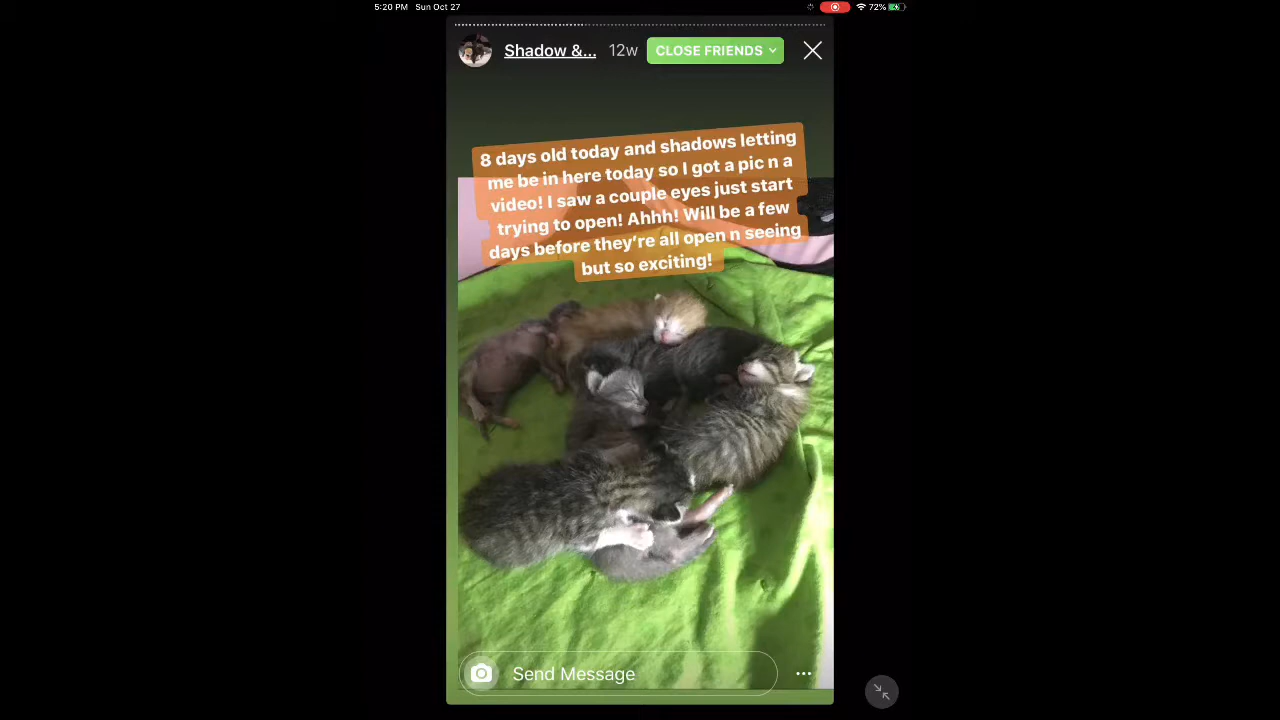 5:20 PM Sun Oct 27
72%
Shadow &... 12w CLOSE FRIENDS
8 days old today and shadows letting
me be in here today so I got a pic n a
video! I saw a couple eyes just start
trying to open! Ahhh! Will be a few
days before they’re all open n seeing
but so exciting!
Send Message